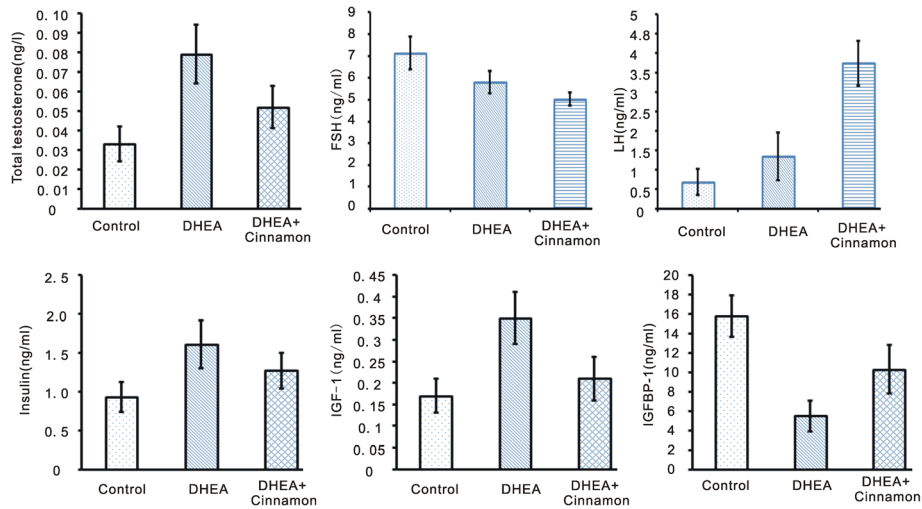 Total testosterone(ng/l)
0.10
0.08
0.08
0.06
0.06
0.05
0.04
0.03
0.02
0.01
0
Control
DHEA
DHEA+
Cinnamon
FSH(ng/ml)
9
8
7
6
5
4
3
2
1
0
Control
DHEA
DHEA+
Cinnamon
LH(ng/ml)
5
4.8
4
3.8
3
2.8
2
1.5
1
0.5
0
Control
DHEA
DHEA+
Cinnamon
Insulin(ng/ml)
2.5
2.0
1.5
1.0
0.5
0
Control
DHEA
DHEA+
Cinnamon
IGF-1(ng/ml)
0.45
0.4
0.35
0.3
0.25
0.2
0.15
0.1
0.05
0
Control
DHEA
DHEA+
Cinnamon
IGFBP-1(ng/ml)
20
18
16
14
12
10
8
6
4
2
0
Control
DHEA
DHEA+
Cinnamon